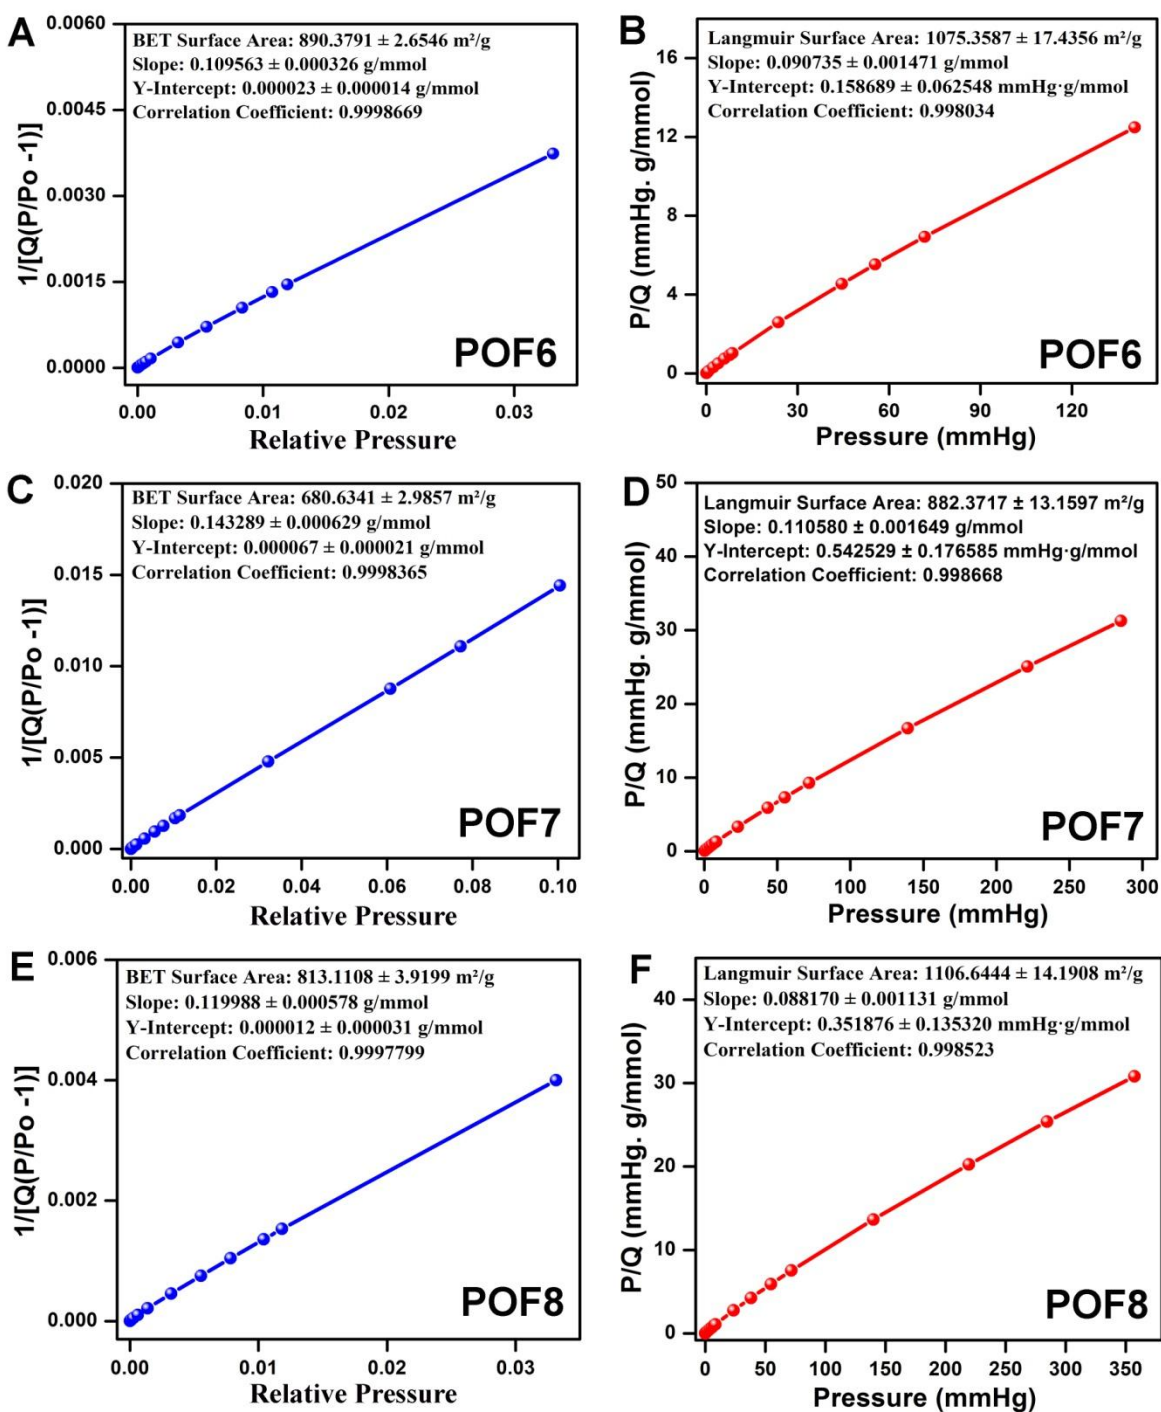 A
BET Surface Area: 890.3791 ± 2.6546 m²/g
Slope: 0.109563 ± 0.000326 g/mmol
Y-Intercept: 0.000023 ± 0.000014 g/mmol
Correlation Coefficient: 0.9998669
1/[Q(P/Po -1)]
0.0060
0.0045
0.0030
0.0015
0.0000
POF6
0.00 0.01 0.02 0.03
Relative Pressure
B
Langmuir Surface Area: 1075.3587 ± 17.4356 m²/g
Slope: 0.090735 ± 0.001471 g/mmol
Y-Intercept: 0.158689 ± 0.062548 mmHg·g/mmol
Correlation Coefficient: 0.998034
P/Q (mmHg. g/mmol)
16
12
8
4
0
POF6
0 30 60 90 120
Pressure (mmHg)
C
BET Surface Area: 680.6341 ± 2.9857 m²/g
Slope: 0.143289 ± 0.000629 g/mmol
Y-Intercept: 0.000067 ± 0.000021 g/mmol
Correlation Coefficient: 0.9998365
1/[Q(P/Po -1)]
0.020
0.015
0.010
0.005
0.000
POF7
0.00 0.02 0.04 0.06 0.08 0.10
Relative Pressure
D
Langmuir Surface Area: 882.3717 ± 13.1597 m²/g
Slope: 0.110580 ± 0.001649 g/mmol
Y-Intercept: 0.542529 ± 0.176585 mmHg·g/mmol
Correlation Coefficient: 0.998668
P/Q (mmHg. g/mmol)
50
40
30
20
10
0
POF7
0 50 100 150 200 250 300
Pressure (mmHg)
E
BET Surface Area: 813.1108 ± 3.9199 m²/g
Slope: 0.119988 ± 0.000578 g/mmol
Y-Intercept: 0.000012 ± 0.000031 g/mmol
Correlation Coefficient: 0.9997799
1/[Q(P/Po -1)]
0.006
0.004
0.002
0.000
POF8
0.00 0.01 0.02 0.03
Relative Pressure
F
Langmuir Surface Area: 1106.6444 ± 14.1908 m²/g
Slope: 0.088170 ± 0.001131 g/mmol
Y-Intercept: 0.351876 ± 0.135320 mmHg·g/mmol
Correlation Coefficient: 0.998523
P/Q (mmHg. g/mmol)
40
30
20
10
0
POF8
0 50 100 150 200 250 300 350
Pressure (mmHg)